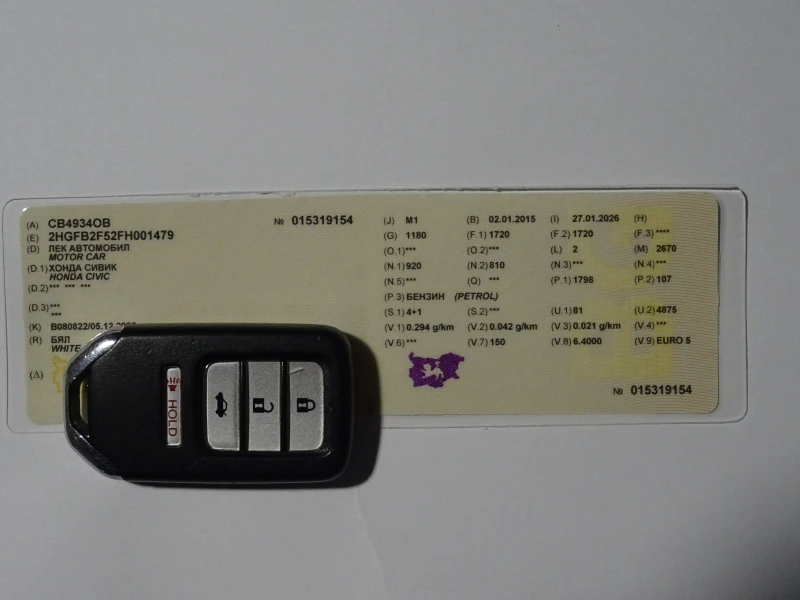 (A) CB4934OB № 015319154
(E) 2HGFB2F52FH001479
(D) ЛЕК АВТОМОБИЛ
MOTOR CAR
(D.1) ХОНДА СИВИК
HONDA CIVIC
(D.2) *** *** ***
(D.3) ***
***
(K) B080822/05.12
(R) БЯЛ
WHITE
(Δ)
(J) M1 (B) 02.01.2015 (I) 27.01.2026 (H)
(G) 1180 (F.1) 1720 (F.2) 1720 (F.3) ****
(O.1) *** (O.2) *** (L) 2 (M) 2670
(N.1) 920 (N.2) 810 (N.3) *** (N.4) ***
(N.5) *** (Q) *** (P.1) 1798 (P.2) 107
(P.3) БЕНЗИН (PETROL)
(S.1) 4+1 (S.2) *** (U.1) 81 (U.2) 4875
(V.1) 0.294 g/km (V.2) 0.042 g/km (V.3) 0.021 g/km (V.4) ***
(V.6) *** (V.7) 150 (V.8) 6.4000 (V.9) EURO 5
№ 015319154
HOLD